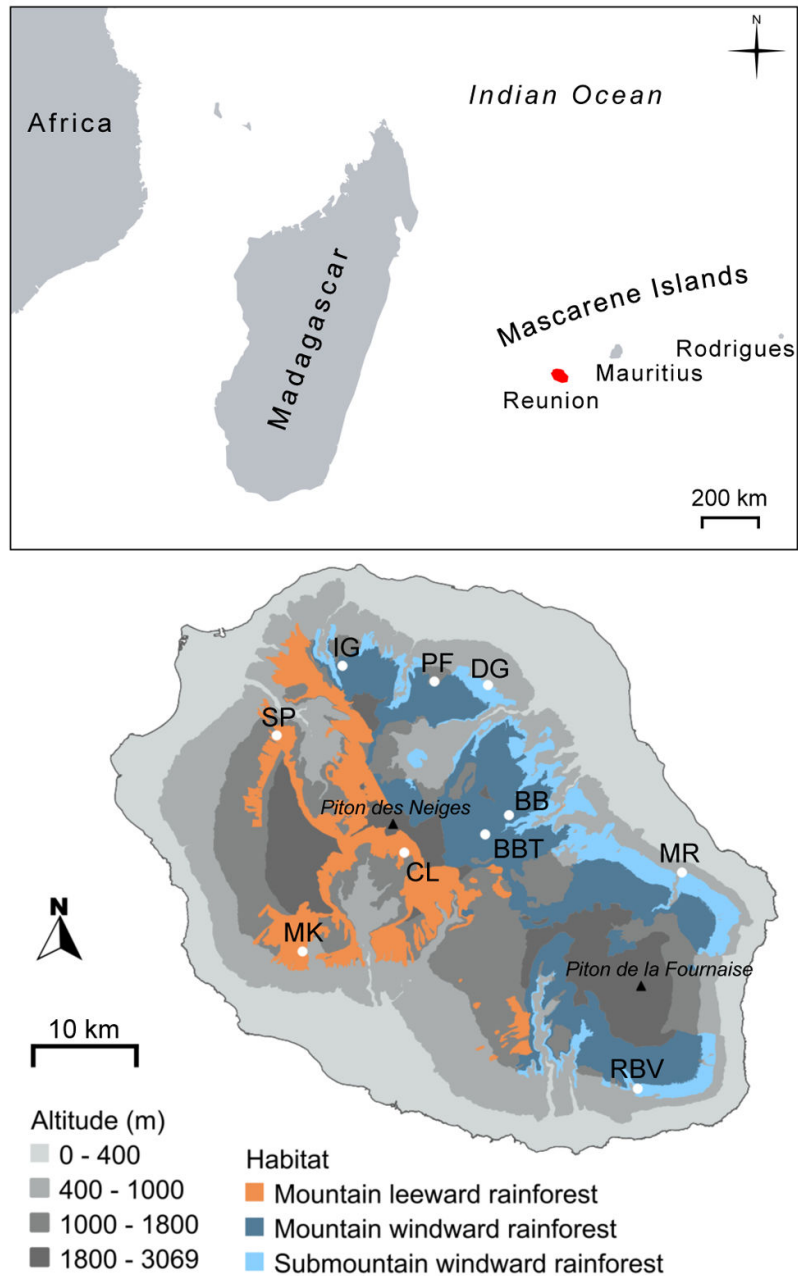 N
Indian Ocean
Africa
Madagascar
Mascarene Islands
Rodrigues
Mauritius
Reunion
200 km
IG
PF
DG
SP
Piton des Neiges
BB
BBT
MR
CL
MK
Piton de la Fournaise
N
10 km
RBV
Altitude (m)
0 - 400
400 - 1000
1000 - 1800
1800 - 3069
Habitat
Mountain leeward rainforest
Mountain windward rainforest
Submountain windward rainforest